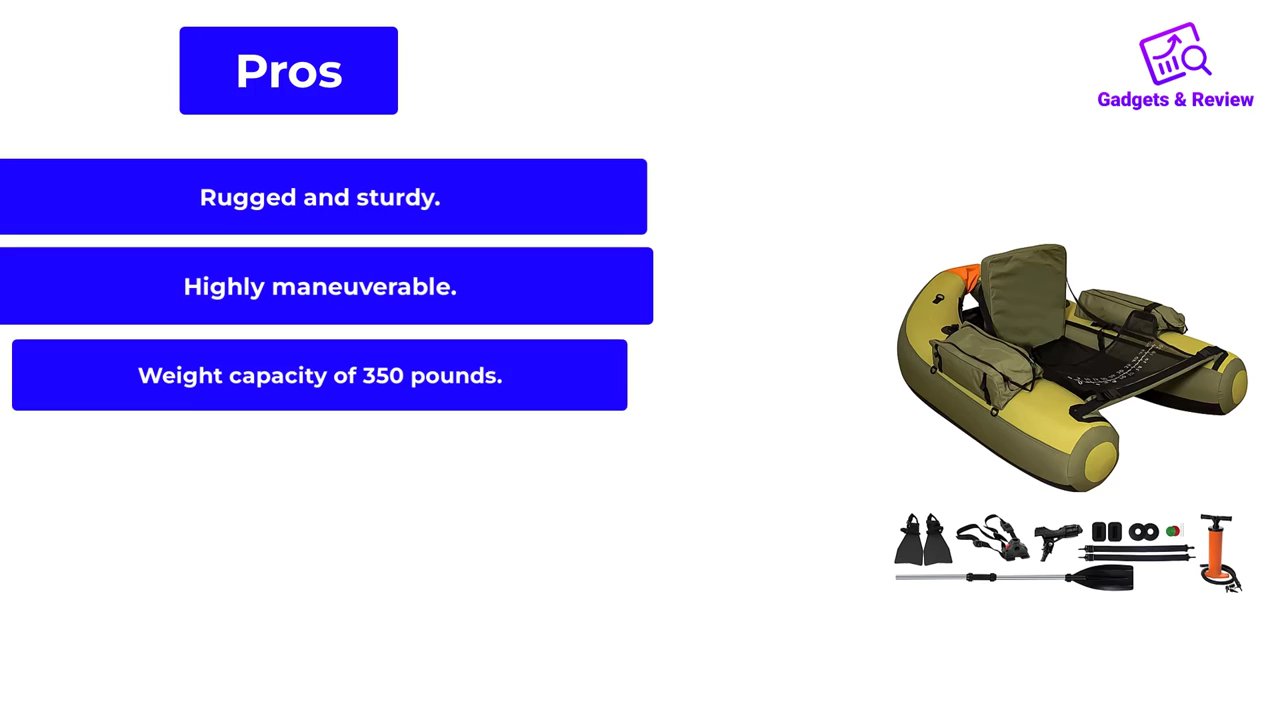 Pros
Gadgets & Review
Rugged and sturdy.
Highly maneuverable.
Weight capacity of 350 pounds.